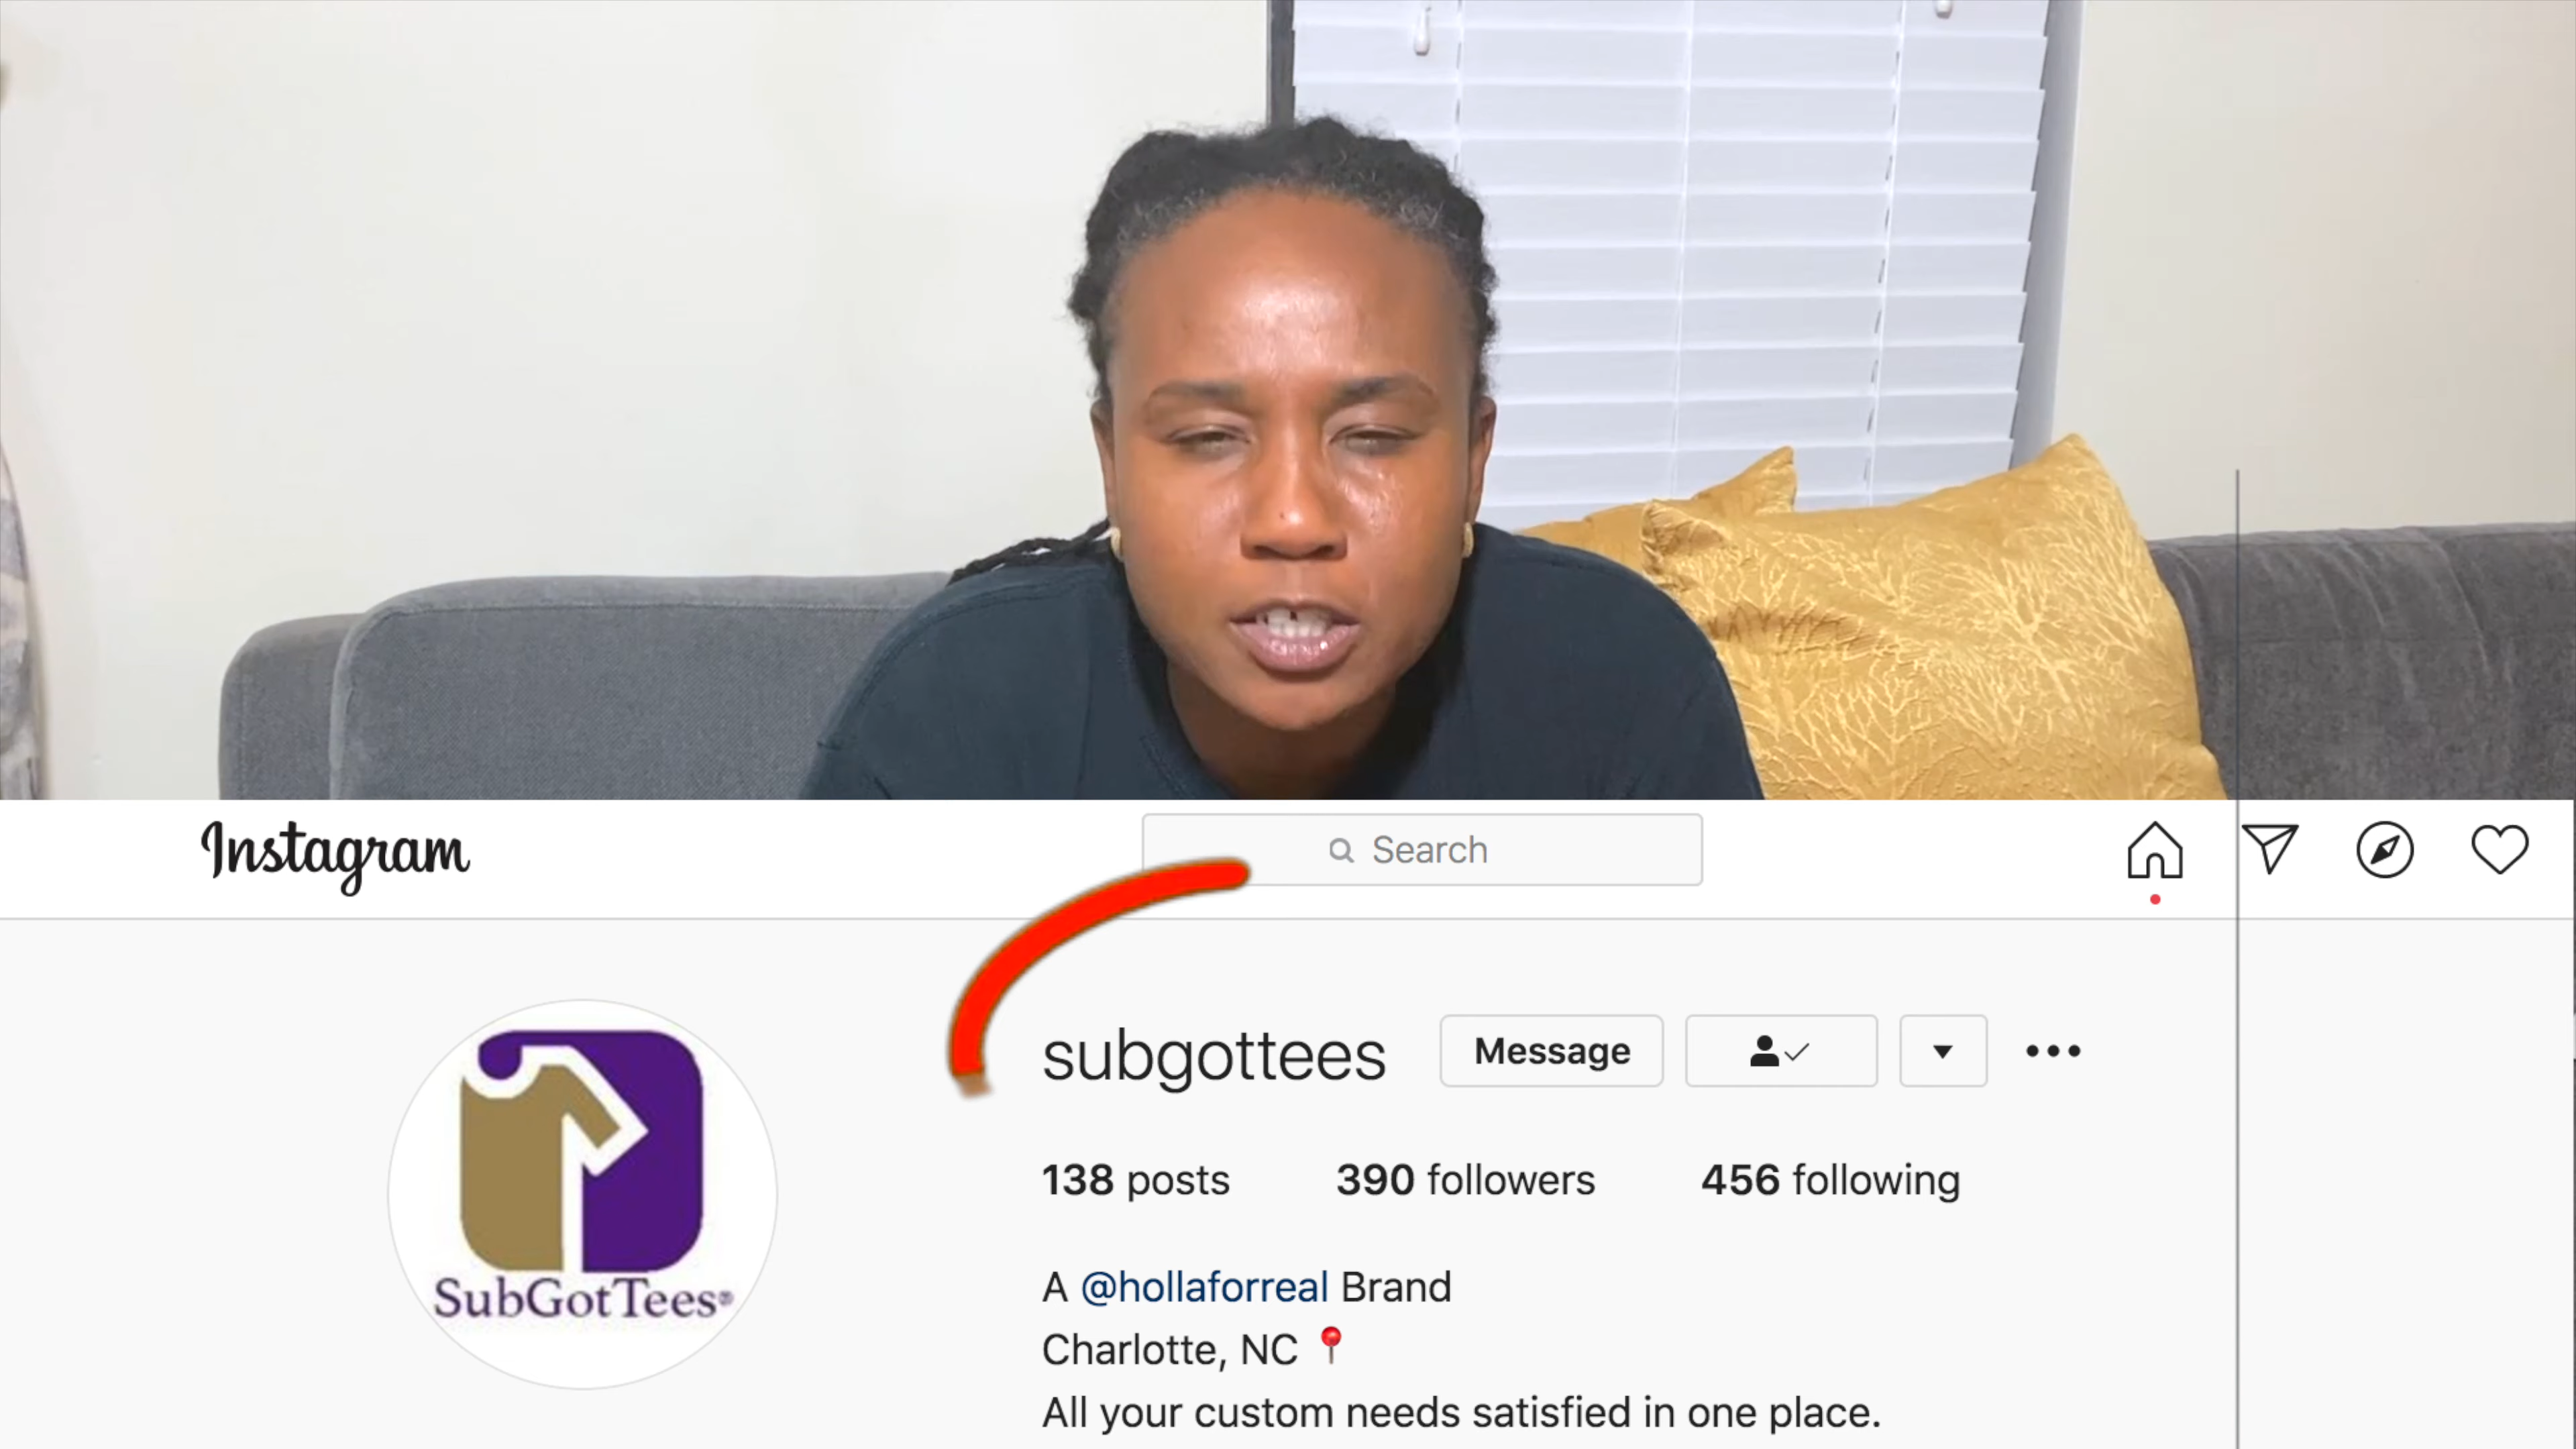 Instagram
Search
subgottees Message
138 posts 390 followers 456 following
SubGotTees®
A @hollaforreal Brand
Charlotte, NC
All your custom needs satisfied in one place.